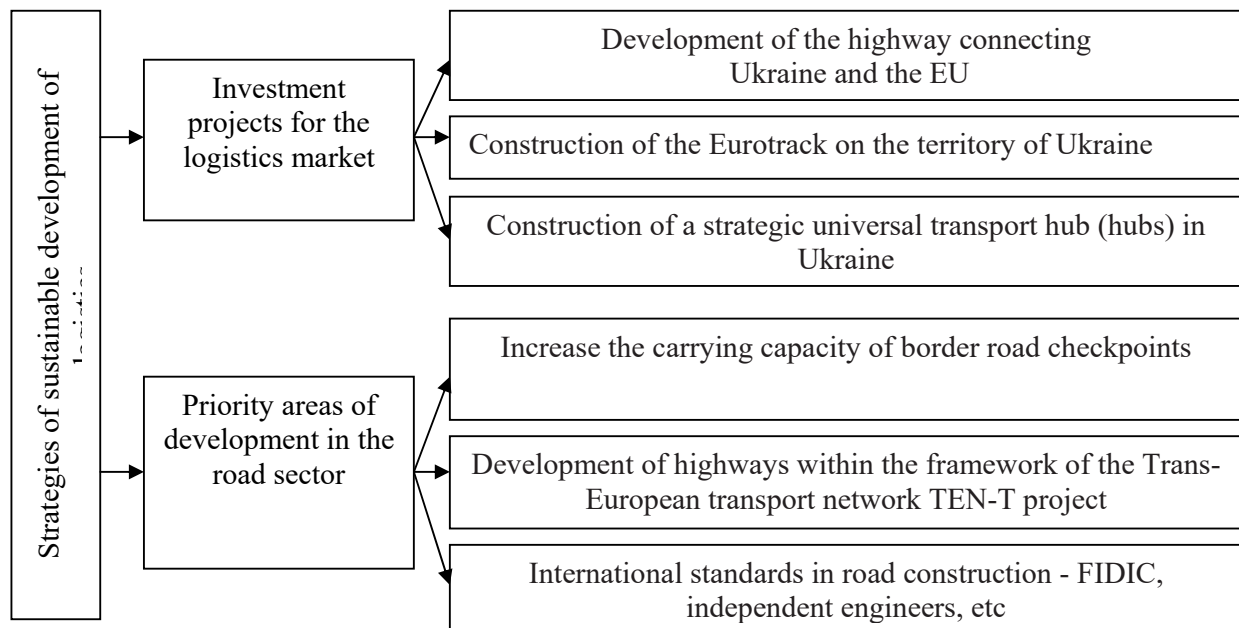 Strategies of sustainable development of
Investment
projects for the
logistics market
Development of the highway connecting
Ukraine and the EU
Construction of the Eurotrack on the territory of Ukraine
Construction of a strategic universal transport hub (hubs) in
Ukraine
Priority areas of
development in the
road sector
Increase the carrying capacity of border road checkpoints
Development of highways within the framework of the Trans-
European transport network TEN-T project
International standards in road construction - FIDIC,
independent engineers, etc